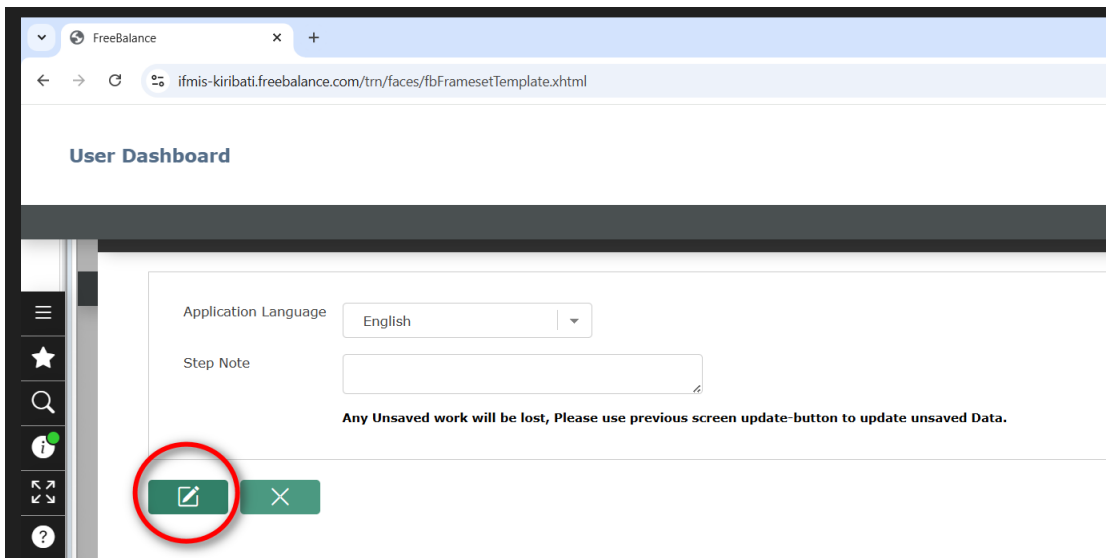 FreeBalance
ifmis-kiribati.freebalance.com/trn/faces/fbFramesetTemplate.xhtml
User Dashboard
Application Language
English
Step Note
Any Unsaved work will be lost, Please use previous screen update-button to update unsaved Data.